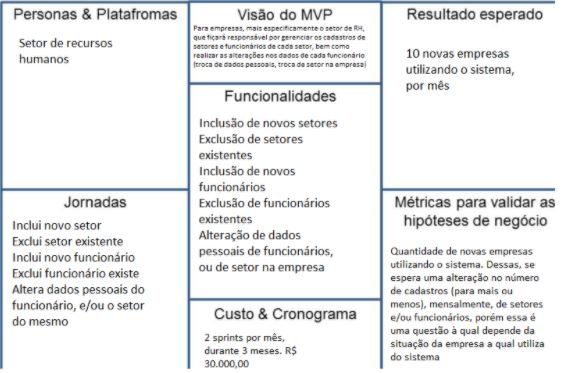 Personas & Platafromas
Setor de recursos
humanos
Visão do MVP
Para empresas, mais especificamente o setor de RH,
que ficará responsável por gerenciar os cadastros de
setores e funcionários de cada setor, bem como
realizar as alterações nos dados de cada funcionário
(troca de dados pessoais, troca de setor na empresa)
Resultado esperado
10 novas empresas
utilizando o sistema,
por mês
Funcionalidades
Inclusão de novos setores
Exclusão de setores
existentes
Inclusão de novos
funcionários
Exclusão de funcionários
existentes
Alteração de dados
pessoais de funcionários,
ou de setor na empresa
Jornadas
Inclui novo setor
Exclui setor existente
Inclui novo funcionário
Exclui funcionário existe
Altera dados pessoais do
funcionário, e/ou o setor
do mesmo
Custo & Cronograma
2 sprints por mês,
durante 3 meses. R$
30.000,00
Métricas para validar as
hipóteses de negócio
Quantidade de novas empresas
utilizando o sistema. Dessas, se
espera uma alteração no número
de cadastros (para mais ou
menos), mensalmente, de setores
e/ou funcionários, porém essa é
uma questão à qual depende da
situação da empresa a qual utiliza
do sistema